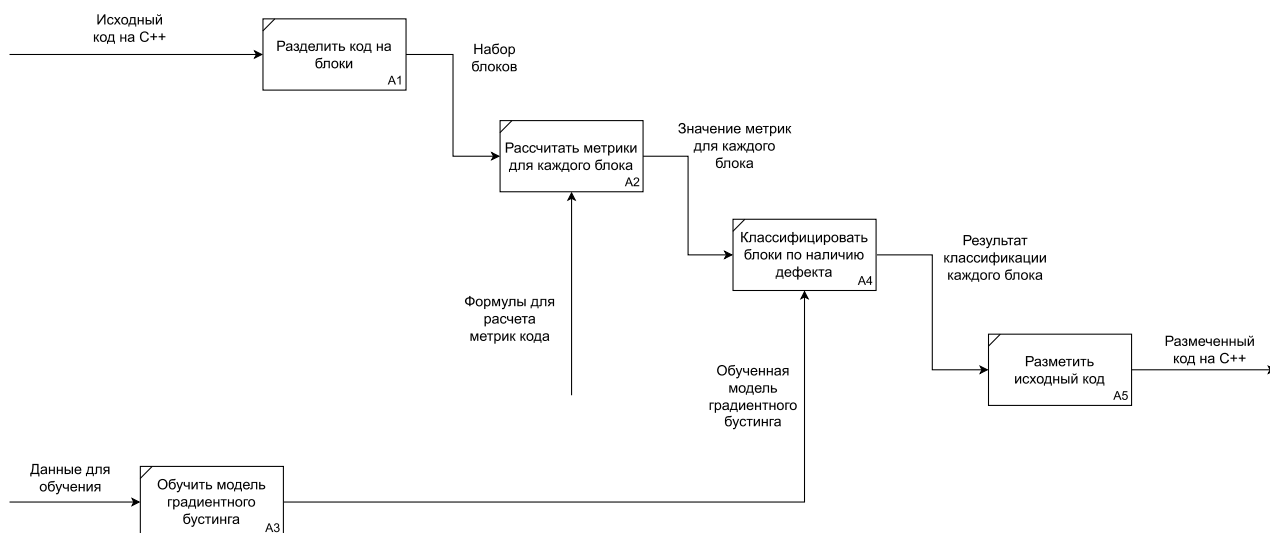 Исходный
код на C++
Разделить код на
блоки
A1
Набор
блоков
Рассчитать метрики
для каждого блока
A2
Значение метрик
для каждого
блока
Классифицировать
блоки по наличию
дефекта
A4
Результат
классификации
каждого блока
Формулы для
расчета
метрик кода
Разметить
исходный код
A5
Размеченный
код на C++
Обученная
модель
градиентного
бустинга
Данные для
обучения
Обучить модель
градиентного
бустинга
A3